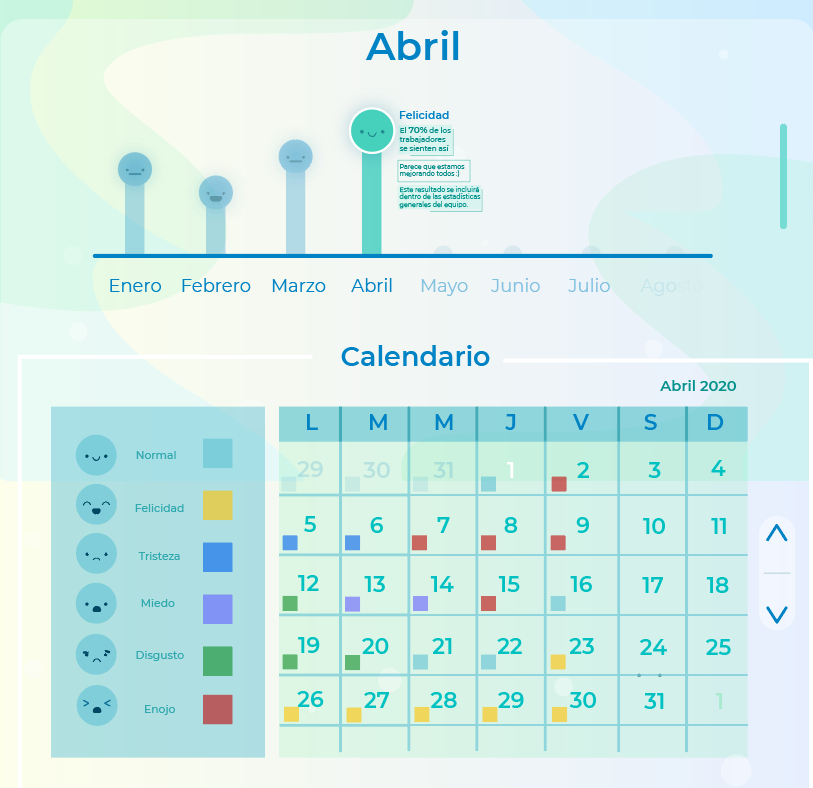 Abril
Felicidad
El 70% de los
trabajadores
se sienten así
Parece que estamos
mejorando todos :)
Este resultado se incluirá
dentro de las estadísticas
generales del equipo.
Enero Febrero Marzo Abril Mayo Junio Julio Agosto
Calendario
Abril 2020
L M M J V S D
Normal
Felicidad
Tristeza
Miedo
Disgusto
Enojo
29 30 31 1 2 3 4
5 6 7 8 9 10 11
12 13 14 15 16 17 18
19 20 21 22 23 24 25
26 27 28 29 30 31 1